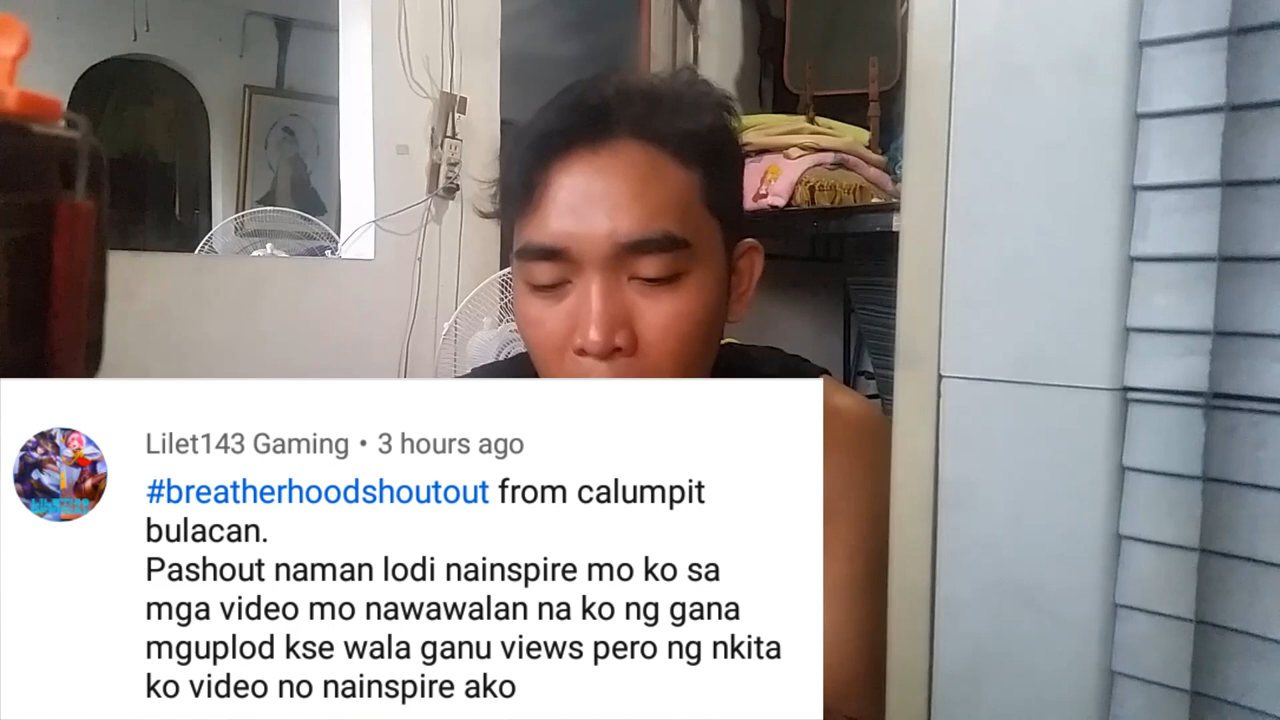 Lilet143 Gaming • 3 hours ago
#breatherhoodshoutout from calumpit
bulacan.
Pashout naman lodi nainspire mo ko sa
mga video mo nawawalan na ko ng gana
mguplod kse wala ganu views pero ng nkita
ko video no nainspire ako